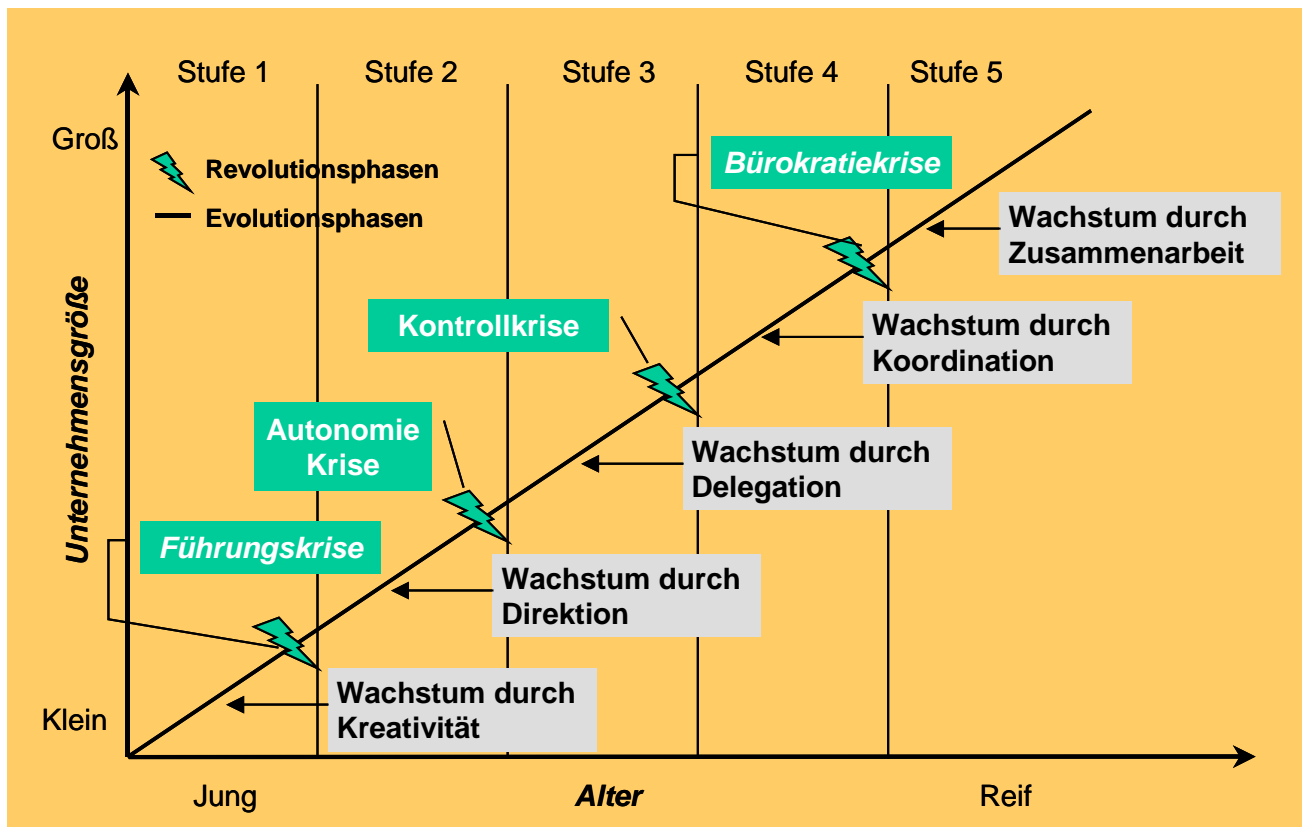 Stufe 1
Stufe 2
Stufe 3
Stufe 4
Stufe 5
Groß
Revolutionsphasen
Evolutionsphasen
Bürokratiekrise
Wachstum durch
Zusammenarbeit
Unternehmensgröße
Kontrollkrise
Wachstum durch
Koordination
Autonomie
Krise
Wachstum durch
Delegation
Führungskrise
Wachstum durch
Direktion
Wachstum durch
Kreativität
Klein
Jung
Alter
Reif